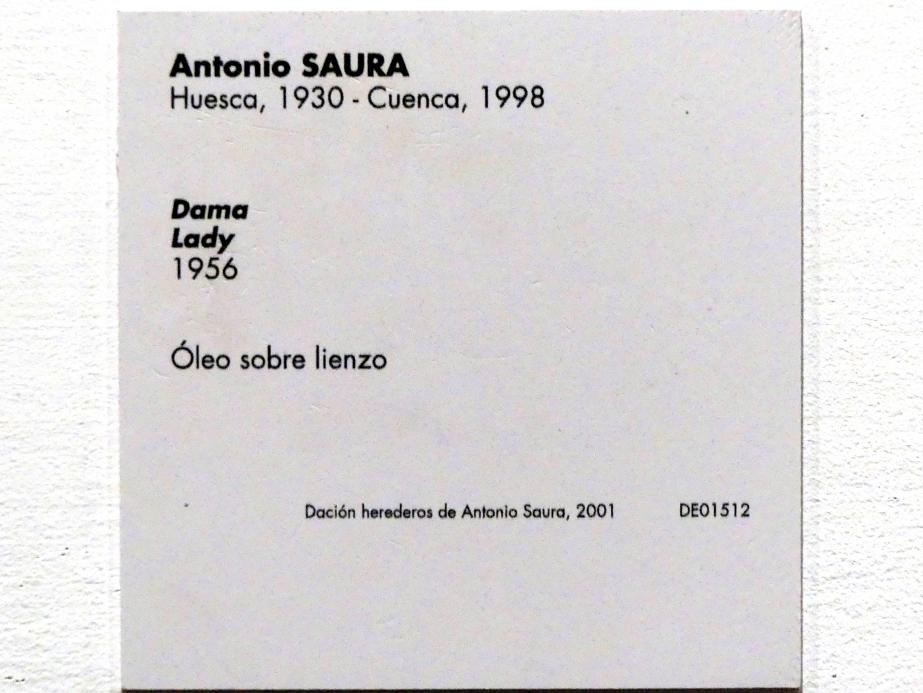 Antonio SAURA
Huesca, 1930 - Cuenca, 1998
Dama
Lady
1956
Óleo sobre lienzo
Dación herederos de Antonio Saura, 2001 DE01512